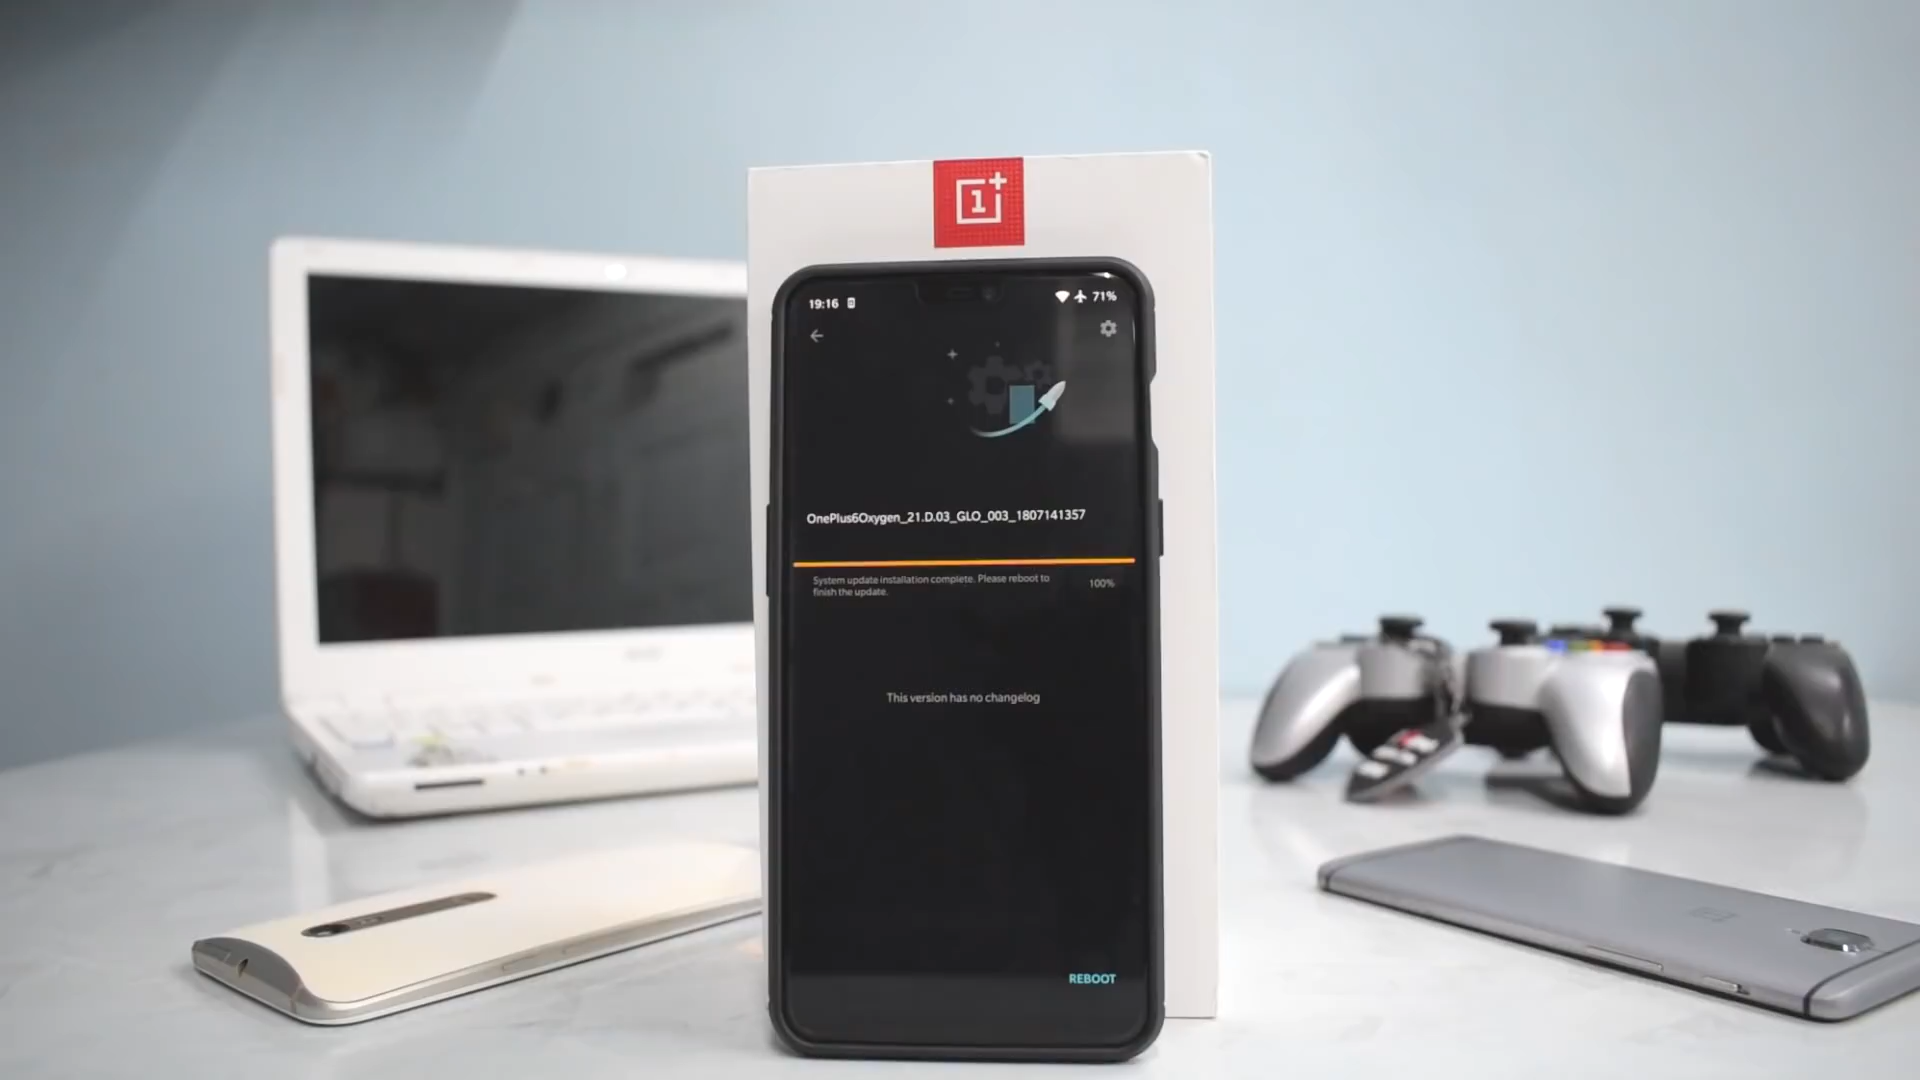 1+
19:16
71%
OnePlus6Oxygen_21.D.03_GLO_003_1807141357
System update installation complete. Please reboot to
finish the update.
100%
This version has no changelog
REBOOT